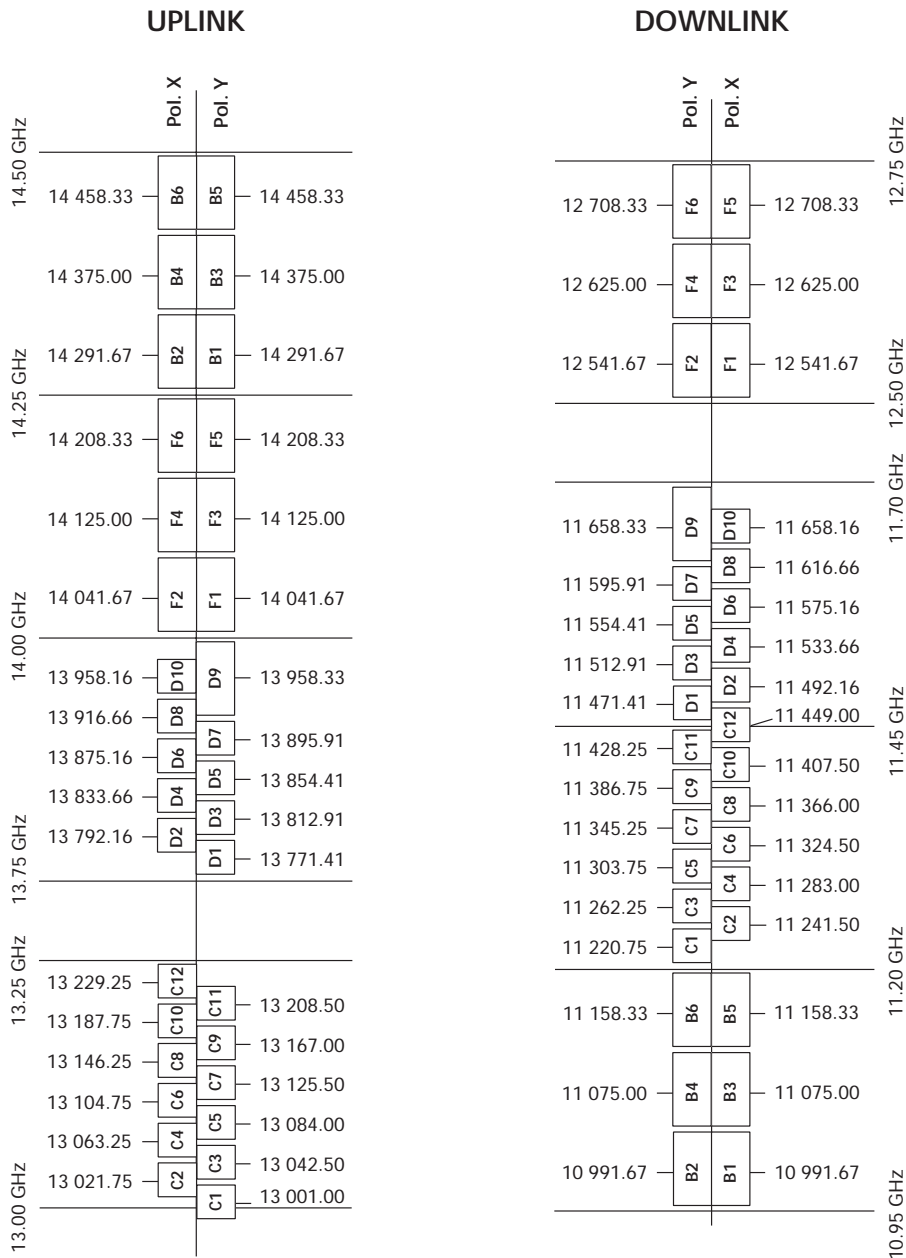 UPLINK
Pol. X
Pol. Y
14.50 GHz
14 458.33 B6 B5 14 458.33
14 375.00 B4 B3 14 375.00
14 291.67 B2 B1 14 291.67
14.25 GHz
14 208.33 F6 F5 14 208.33
14 125.00 F4 F3 14 125.00
14 041.67 F2 F1 14 041.67
14.00 GHz
13 958.16 D10 D9 13 958.33
13 916.66 D8
D7 13 895.91
13 875.16 D6
D5 13 854.41
13 833.66 D4
D3 13 812.91
13 792.16 D2
D1 13 771.41
13.75 GHz
13.25 GHz
13 229.25 C12
C11 13 208.50
13 187.75 C10
C9 13 167.00
13 146.25 C8
C7 13 125.50
13 104.75 C6
C5 13 084.00
13 063.25 C4
C3 13 042.50
13 021.75 C2
C1 13 001.00
13.00 GHz
DOWNLINK
Pol. Y
Pol. X
12.75 GHz
12 708.33 F6 F5 12 708.33
12 625.00 F4 F3 12 625.00
12 541.67 F2 F1 12 541.67
12.50 GHz
11.70 GHz
11 658.33 D9 D10 11 658.16
D8 11 616.66
11 595.91 D7
D6 11 575.16
11 554.41 D5
D4 11 533.66
11 512.91 D3
D2 11 492.16
11 471.41 D1
C12 11 449.00
11.45 GHz
11 428.25 C11
C10 11 407.50
11 386.75 C9
C8 11 366.00
11 345.25 C7
C6 11 324.50
11 303.75 C5
C4 11 283.00
11 262.25 C3
C2 11 241.50
11 220.75 C1
11.20 GHz
11 158.33 B6 B5 11 158.33
11 075.00 B4 B3 11 075.00
10 991.67 B2 B1 10 991.67
10.95 GHz